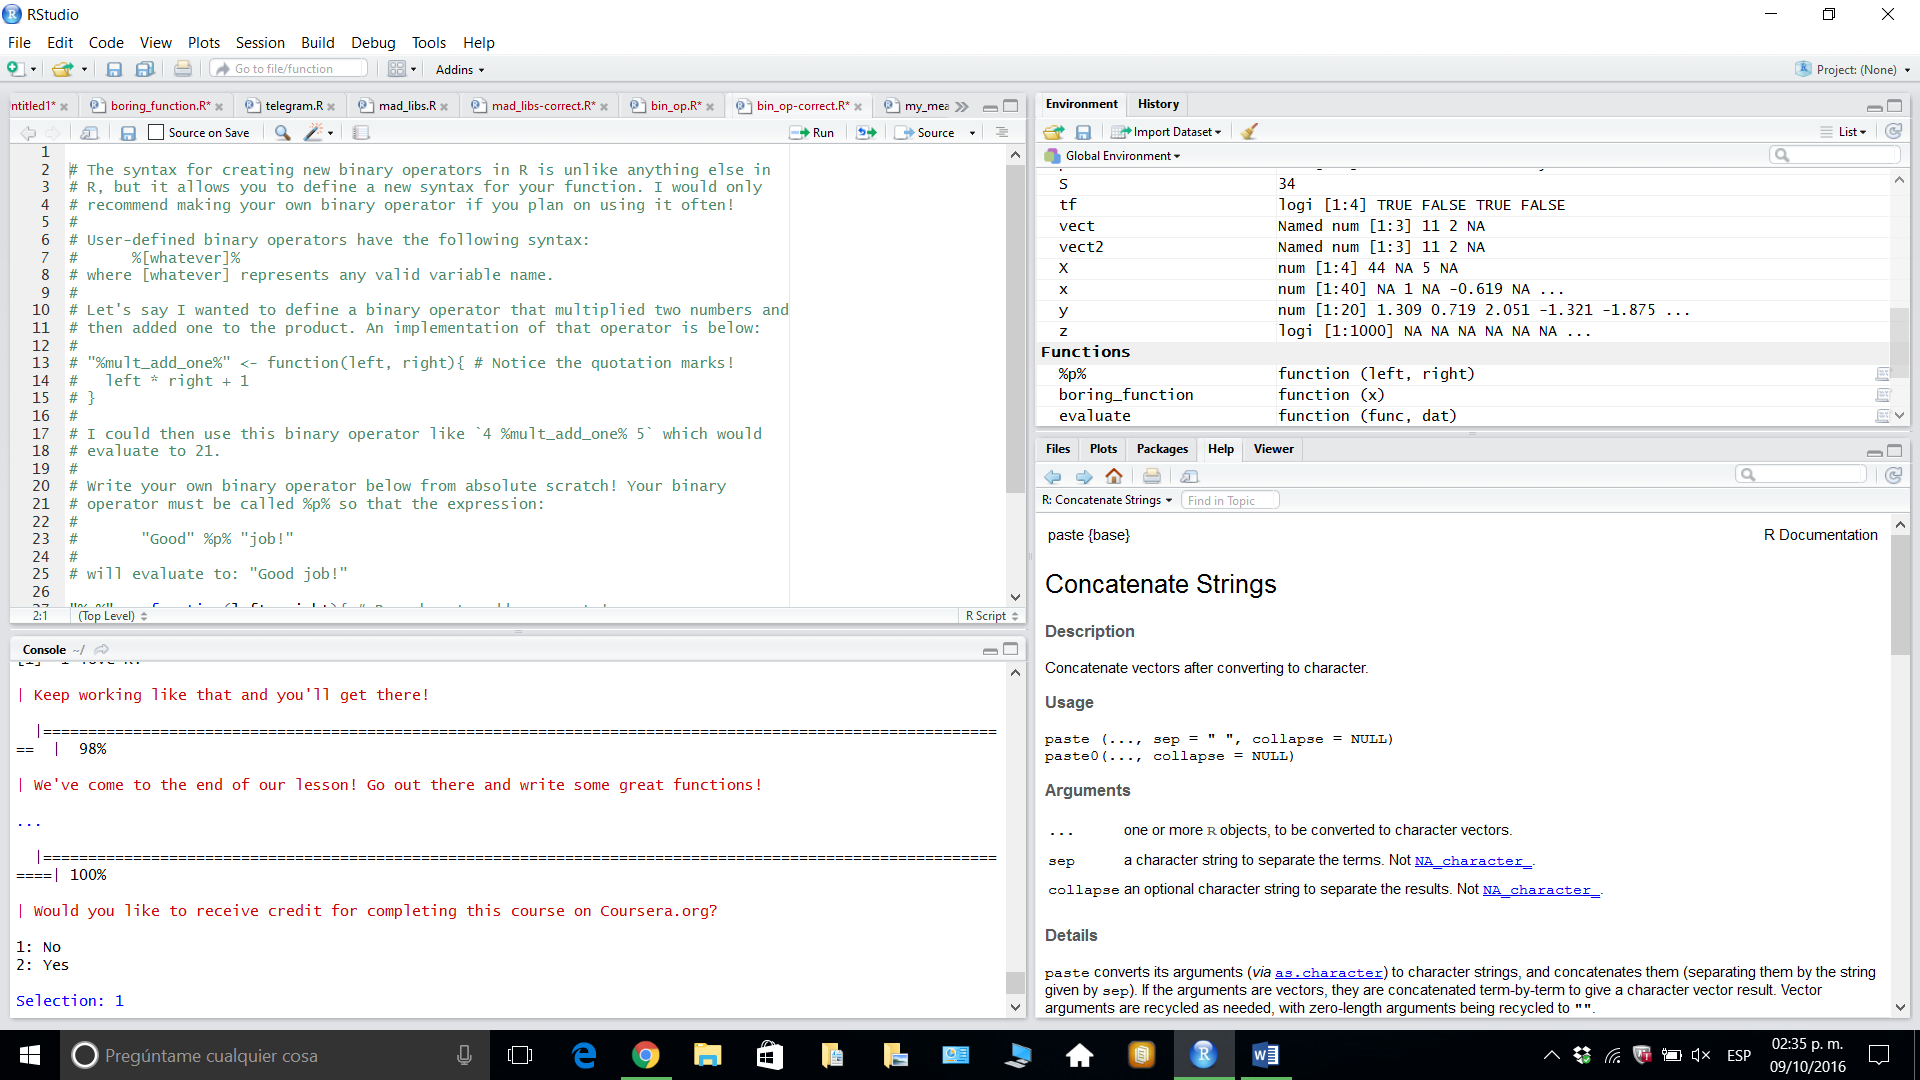 RStudio
File Edit Code View Plots Session Build Debug Tools Help
Go to file/function Addins Project: (None)
ntitled1* boring_function.R* telegram.R mad_libs.R mad_libs-correct.R* bin_op.R* bin_op-correct.R* my_mea
Source on Save Run Source
1
2 # The syntax for creating new binary operators in R is unlike anything else in
3 # R, but it allows you to define a new syntax for your function. I would only
4 # recommend making your own binary operator if you plan on using it often!
5 #
6 # User-defined binary operators have the following syntax:
7 #      %[whatever]%
8 # where [whatever] represents any valid variable name.
9 #
10 # Let's say I wanted to define a binary operator that multiplied two numbers and
11 # then added one to the product. An implementation of that operator is below:
12 #
13 # "%mult_add_one%" <- function(left, right){ # Notice the quotation marks!
14 #   left * right + 1
15 # }
16 #
17 # I could then use this binary operator like `4 %mult_add_one% 5` which would
18 # evaluate to 21.
19 #
20 # Write your own binary operator below from absolute scratch! Your binary
21 # operator must be called %p% so that the expression:
22 #
23 #       "Good" %p% "job!"
24 #
25 # will evaluate to: "Good job!"
26
2:1 (Top Level) R Script
Console ~/
| Keep working like that and you'll get there!
|==========================================================================================================
== | 98%
| We've come to the end of our lesson! Go out there and write some great functions!
...
|==========================================================================================================
====| 100%
| Would you like to receive credit for completing this course on Coursera.org?
1: No
2: Yes
Selection: 1
Environment History
Import Dataset List
Global Environment
S 34
tf logi [1:4] TRUE FALSE TRUE FALSE
vect Named num [1:3] 11 2 NA
vect2 Named num [1:3] 11 2 NA
X num [1:4] 44 NA 5 NA
x num [1:40] NA 1 NA -0.619 NA ...
y num [1:20] 1.309 0.719 2.051 -1.321 -1.875 ...
z logi [1:1000] NA NA NA NA NA NA ...
Functions
%p% function (left, right)
boring_function function (x)
evaluate function (func, dat)
Files Plots Packages Help Viewer
R: Concatenate Strings Find in Topic
paste {base} R Documentation
Concatenate Strings
Description
Concatenate vectors after converting to character.
Usage
paste (..., sep = " ", collapse = NULL)
paste0(..., collapse = NULL)
Arguments
... one or more R objects, to be converted to character vectors.
sep a character string to separate the terms. Not NA_character_.
collapse an optional character string to separate the results. Not NA_character_.
Details
paste converts its arguments (via as.character) to character strings, and concatenates them (separating them by the string
given by sep). If the arguments are vectors, they are concatenated term-by-term to give a character vector result. Vector
arguments are recycled as needed, with zero-length arguments being recycled to "".
Pregúntame cualquier cosa ESP 02:35 p. m.
09/10/2016